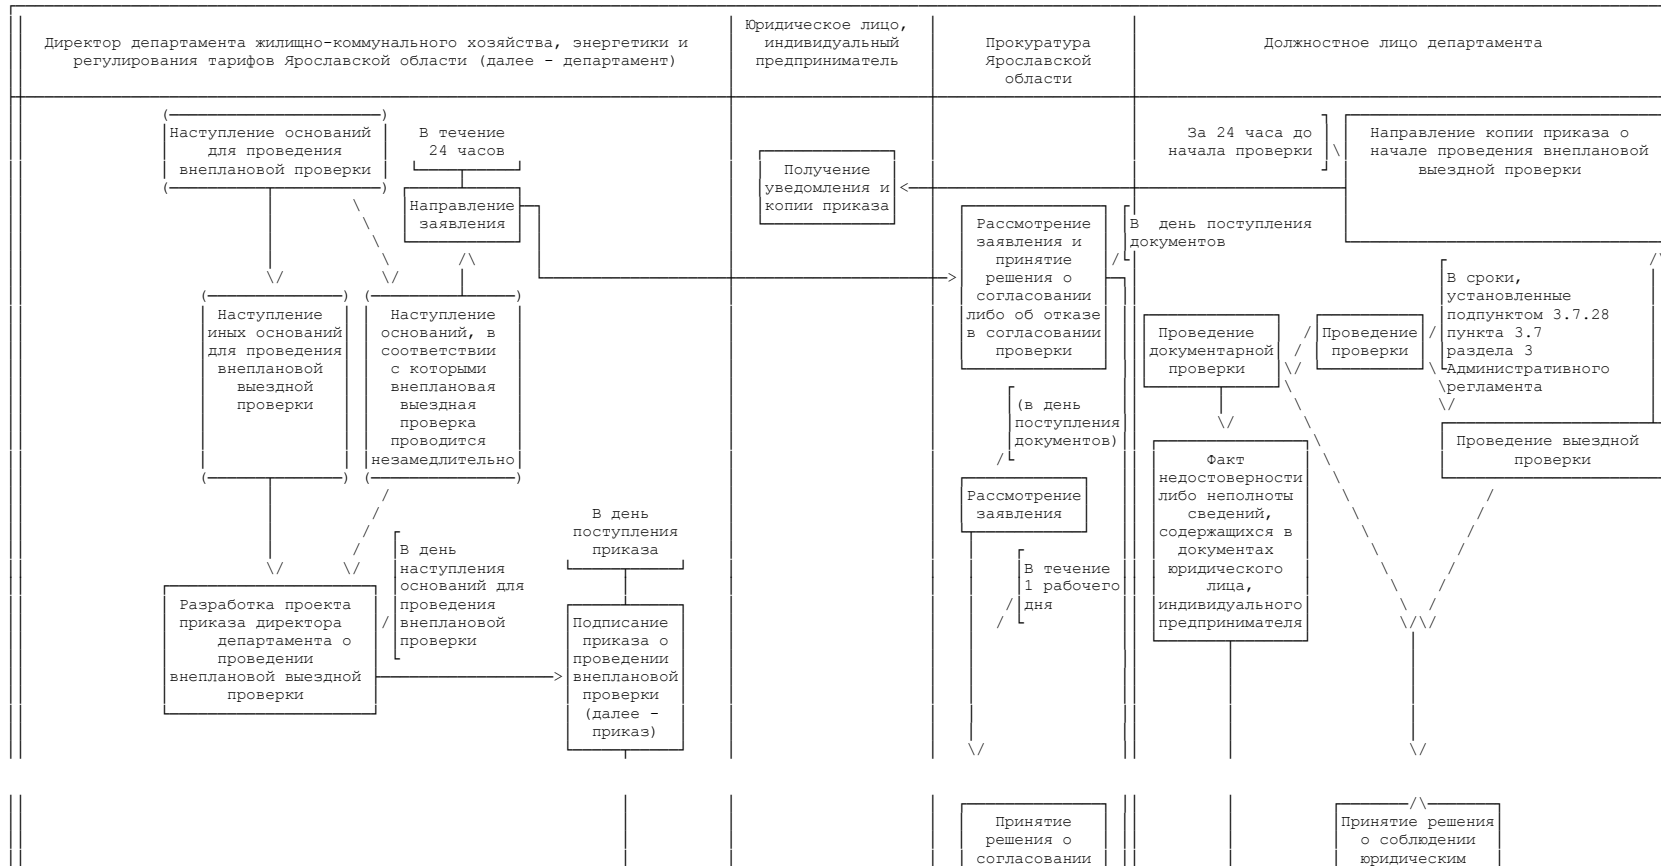 Директор департамента жилищно-коммунального хозяйства, энергетики и
регулирования тарифов Ярославской области (далее - департамент)
Юридическое лицо,
индивидуальный
предприниматель
Прокуратура
Ярославской
области
Должностное лицо департамента
Наступление оснований
для проведения
внеплановой проверки
В течение
24 часов
Направление
заявления
Получение
уведомления и
копии приказа
За 24 часа до
начала проверки
Направление копии приказа о
начале проведения внеплановой
выездной проверки
Рассмотрение
заявления и
принятие
решения о
согласовании
либо об отказе
в согласовании
проверки
В день поступления
документов
Наступление
иных оснований
для проведения
внеплановой
выездной
проверки
Наступление
оснований, в
соответствии
с которыми
внеплановая
выездная
проверка
проводится
незамедлительно
Проведение
документарной
проверки
Проведение
проверки
В сроки,
установленные
подпунктом 3.7.28
пункта 3.7
раздела 3
Административного
регламента
(в день
поступления
документов)
Проведение выездной
проверки
Факт
недостоверности
либо неполноты
сведений,
содержащихся в
документах
юридического
лица,
индивидуального
предпринимателя
Рассмотрение
заявления
В день
поступления
приказа
В день
наступления
оснований для
проведения
внеплановой
проверки
В течение
1 рабочего
дня
Разработка проекта
приказа директора
департамента о
проведении
внеплановой выездной
проверки
Подписание
приказа о
проведении
внеплановой
проверки
(далее -
приказ)
Принятие
решения о
согласовании
Принятие решения
о соблюдении
юридическим